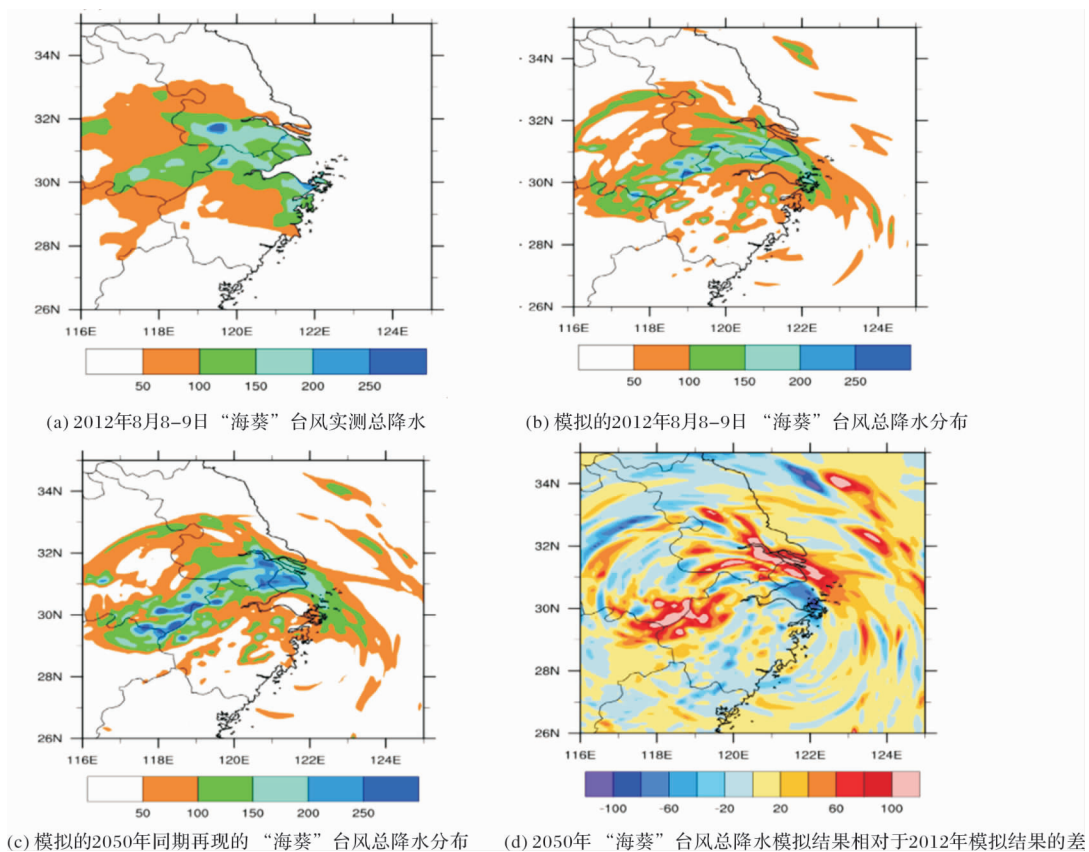 34N
32N
30N
28N
26N
116E 118E 120E 122E 124E
50 100 150 200 250
(a) 2012年8月8-9日 “海葵” 台风实测总降水
34N
32N
30N
28N
26N
116E 118E 120E 122E 124E
50 100 150 200 250
(b) 模拟的2012年8月8-9日 “海葵” 台风总降水分布
34N
32N
30N
28N
26N
116E 118E 120E 122E 124E
50 100 150 200 250
(c) 模拟的2050年同期再现的 “海葵” 台风总降水分布
34N
32N
30N
28N
26N
116E 118E 120E 122E 124E
-100 -60 -20 20 60 100
(d) 2050年 “海葵” 台风总降水模拟结果相对于2012年模拟结果的差